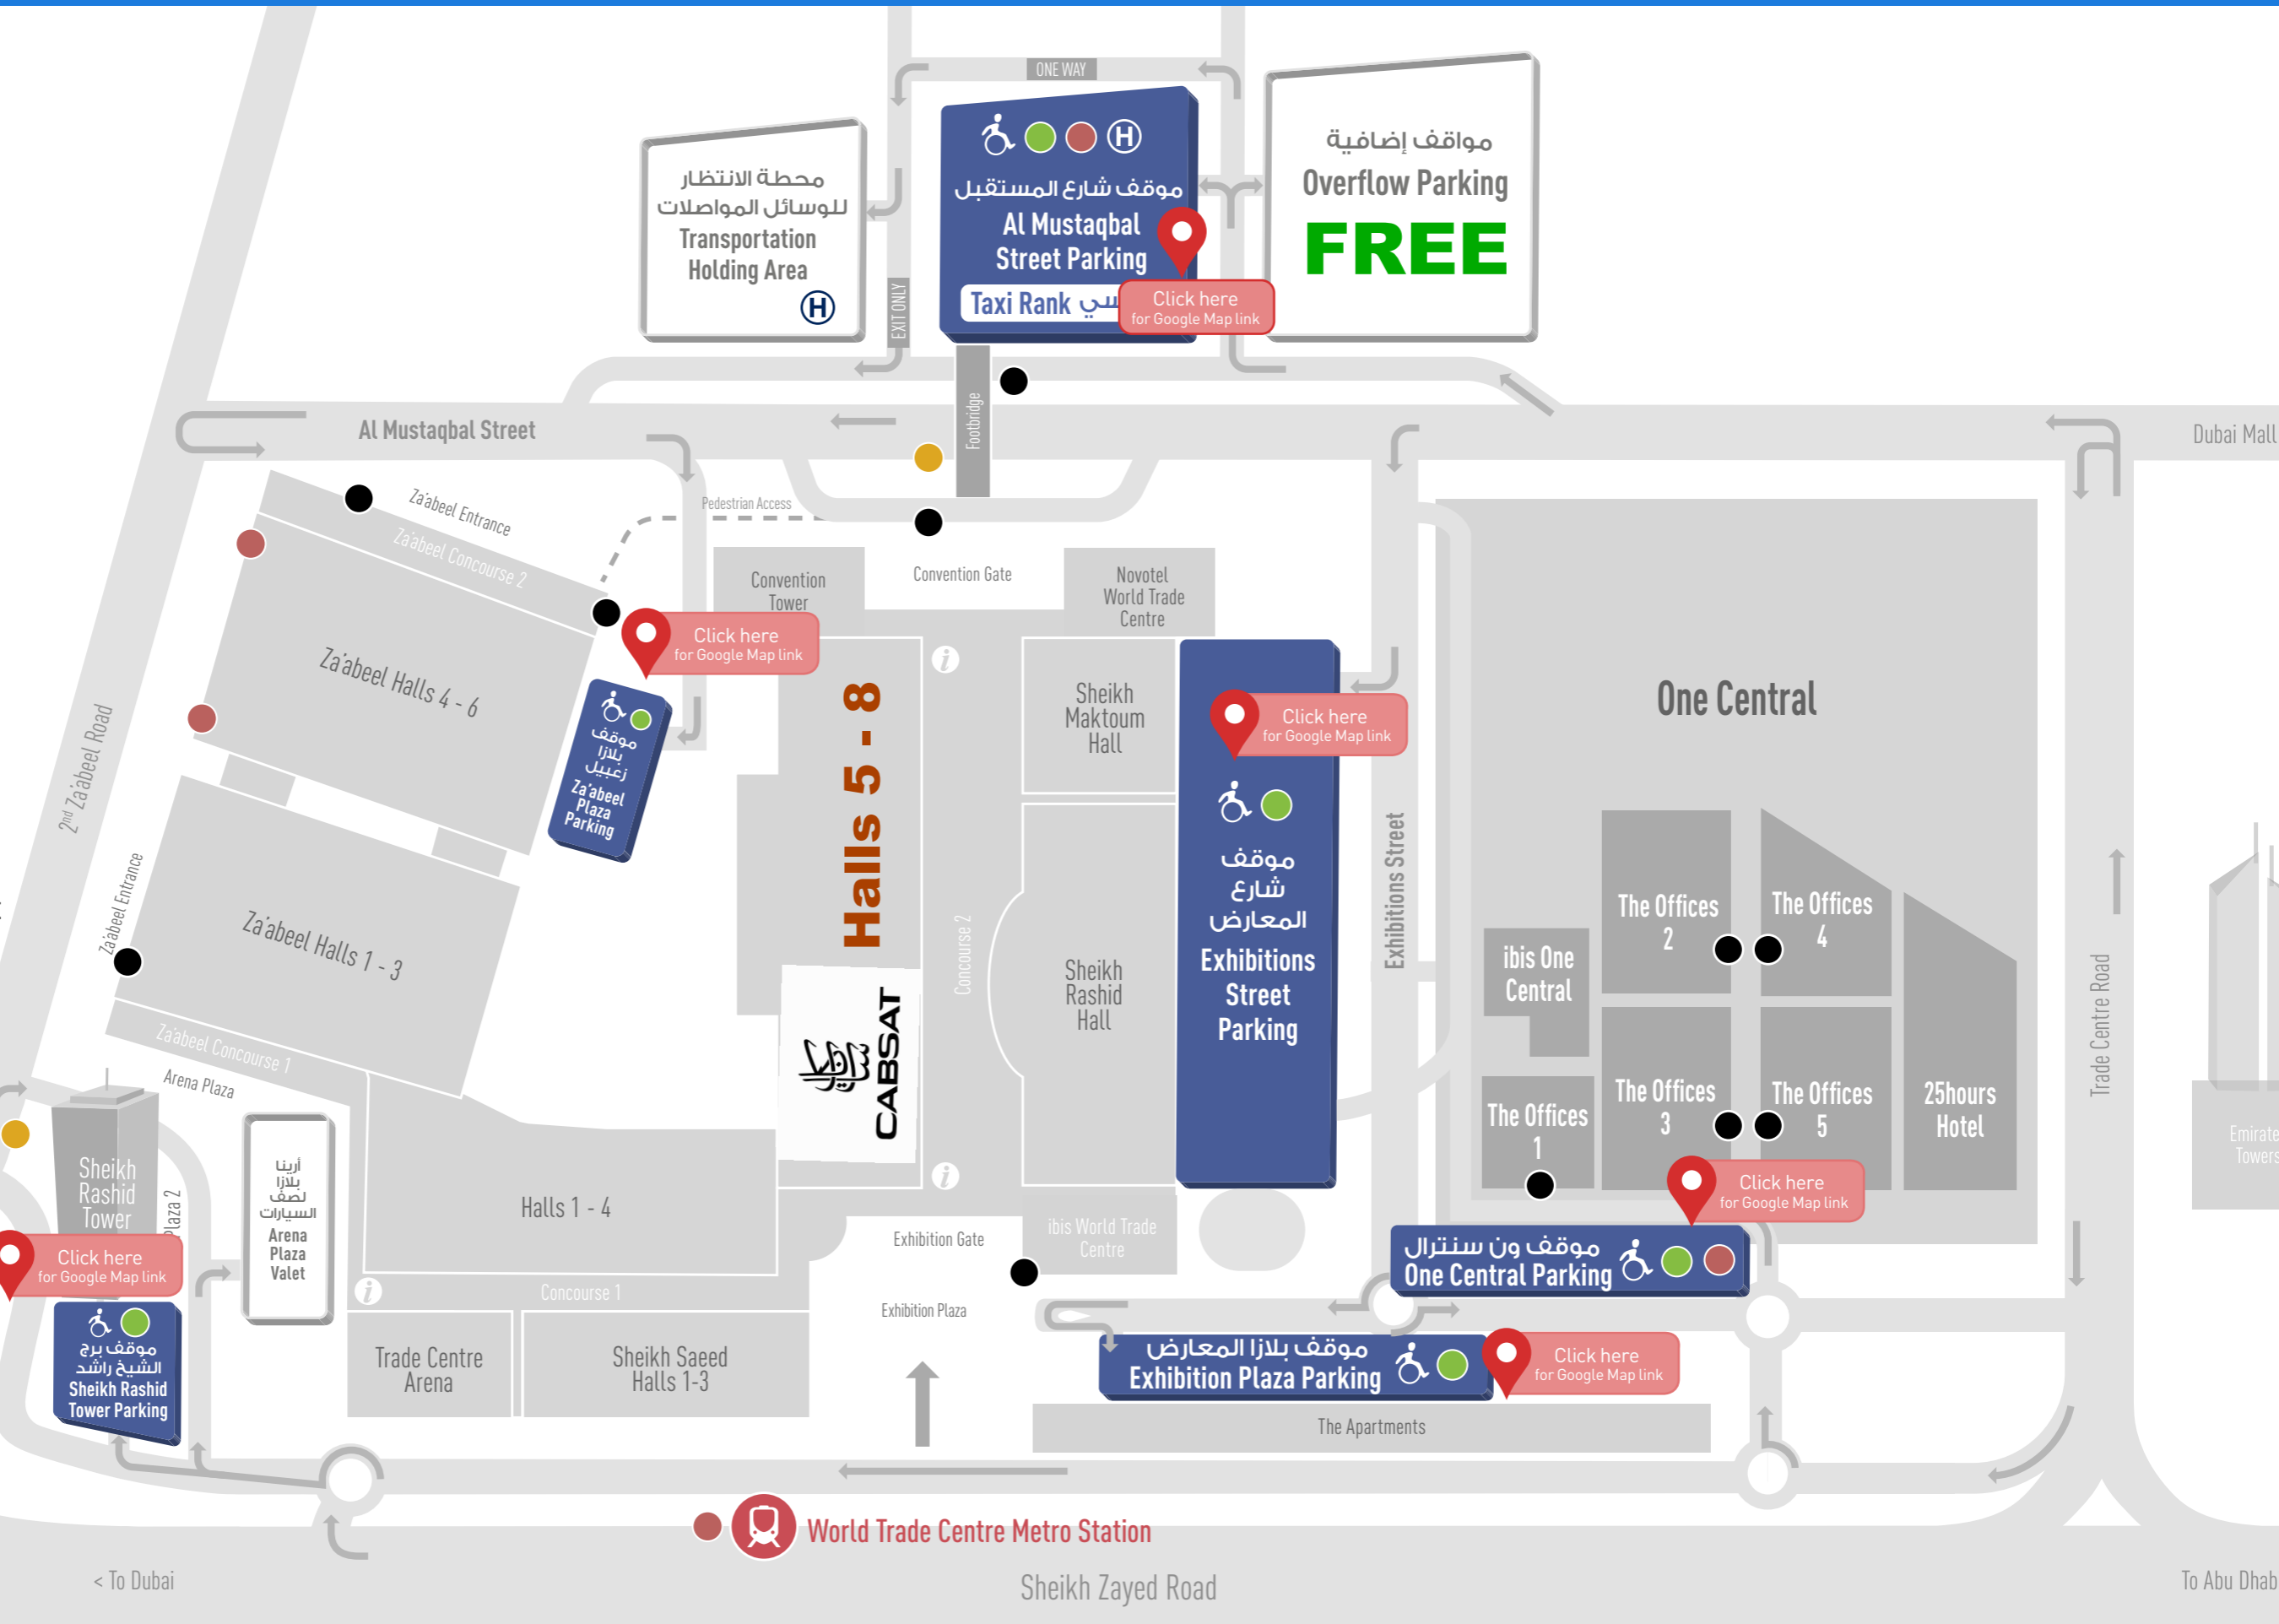 ONE WAY
محطة الانتظار
للوسائل المواصلات
Transportation
Holding Area
H
EXIT ONLY
H
موقف شارع المستقبل
Al Mustaqbal
Street Parking
Taxi Rank
Click here
for Google Map link
مواقف إضافية
Overflow Parking
FREE
Footbridge
Al Mustaqbal Street
Dubai Mall
Za'abeel Entrance
Za'abeel Concourse 2
Pedestrian Access
Convention
Tower
Convention Gate
Novotel
World Trade
Centre
Click here
for Google Map link
Za'abeel Halls 4 - 6
موقف
بلازا
زعبيل
Za'abeel
Plaza
Parking
Halls 5 - 8
i
Sheikh
Maktoum
Hall
Click here
for Google Map link
One Central
2nd Za'abeel Road
Za'abeel Entrance
Za'abeel Halls 1 - 3
Za'abeel Concourse 1
Concourse 2
Sheikh
Rashid
Hall
موقف
شارع
المعارض
Exhibitions
Street
Parking
Exhibitions Street
ibis One
Central
The Offices
2
The Offices
4
The Offices
1
The Offices
3
The Offices
5
25hours
Hotel
Trade Centre Road
CABSAT
i
Arena Plaza
Sheikh
Rashid
Tower
Plaza 2
أرينا
بلازا
لصف
السيارات
Arena
Plaza
Valet
Halls 1 - 4
Exhibition Gate
ibis World Trade
Centre
Click here
for Google Map link
Click here
for Google Map link
موقف ون سنترال
One Central Parking
i
Concourse 1
Exhibition Plaza
موقف برج
الشيخ راشد
Sheikh Rashid
Tower Parking
Trade Centre
Arena
Sheikh Saeed
Halls 1-3
موقف بلازا المعارض
Exhibition Plaza Parking
Click here
for Google Map link
The Apartments
World Trade Centre Metro Station
< To Dubai
Sheikh Zayed Road
To Abu Dhab